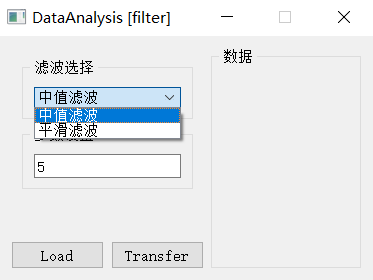 DataAnalysis [filter]
滤波选择
数据
中值滤波
中值滤波
平滑滤波
5
Load
Transfer